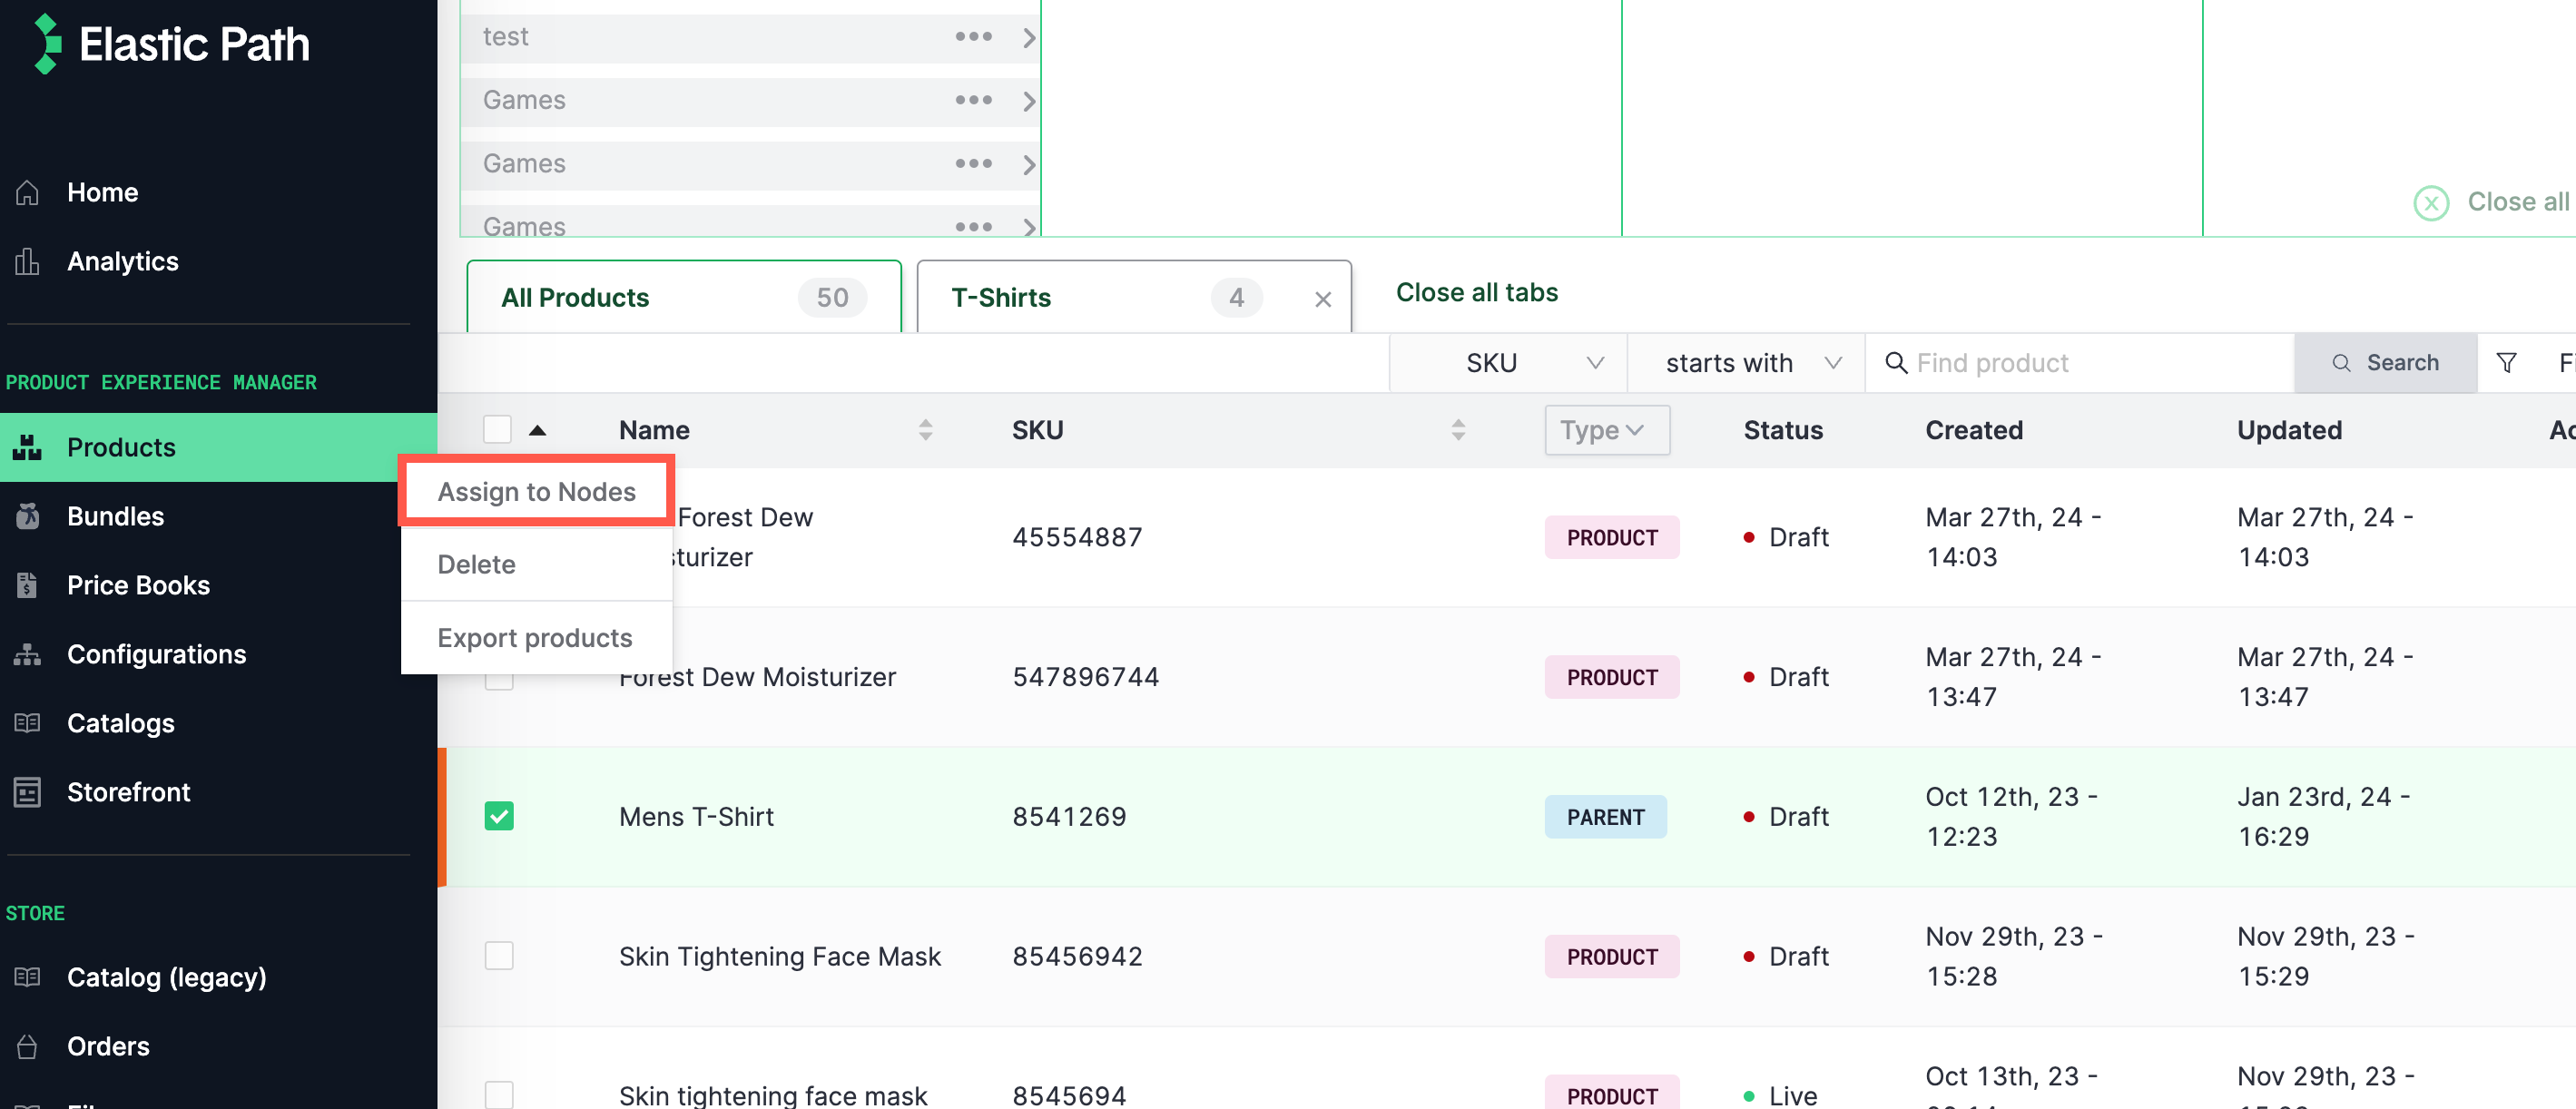 Elastic Path
Home
Analytics
PRODUCT EXPERIENCE MANAGER
Products
Bundles
Price Books
Configurations
Catalogs
Storefront
STORE
Catalog (legacy)
Orders
test
Games
Games
Games
Close all
All Products 50
T-Shirts 4
Close all tabs
SKU starts with Find product Search
Name SKU Type Status Created Updated
Assign to Nodes
Delete
Export products
Forest Dew
45554887 PRODUCT Draft
Mar 27th, 24 -
14:03
Mar 27th, 24 -
14:03
Forest Dew Moisturizer 547896744 PRODUCT Draft
Mar 27th, 24 -
13:47
Mar 27th, 24 -
13:47
Mens T-Shirt 8541269 PARENT Draft
Oct 12th, 23 -
12:23
Jan 23rd, 24 -
16:29
Skin Tightening Face Mask 85456942 PRODUCT Draft
Nov 29th, 23 -
15:28
Nov 29th, 23 -
15:29
Skin tightening face mask 8545694 PRODUCT Live
Oct 13th, 23 -
Nov 29th, 23 -